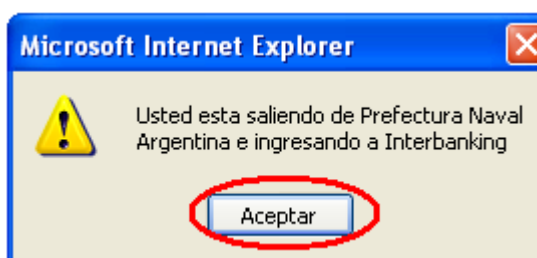 Microsoft Internet Explorer
Usted esta saliendo de Prefectura Naval
Argentina e ingresando a Interbanking
Aceptar